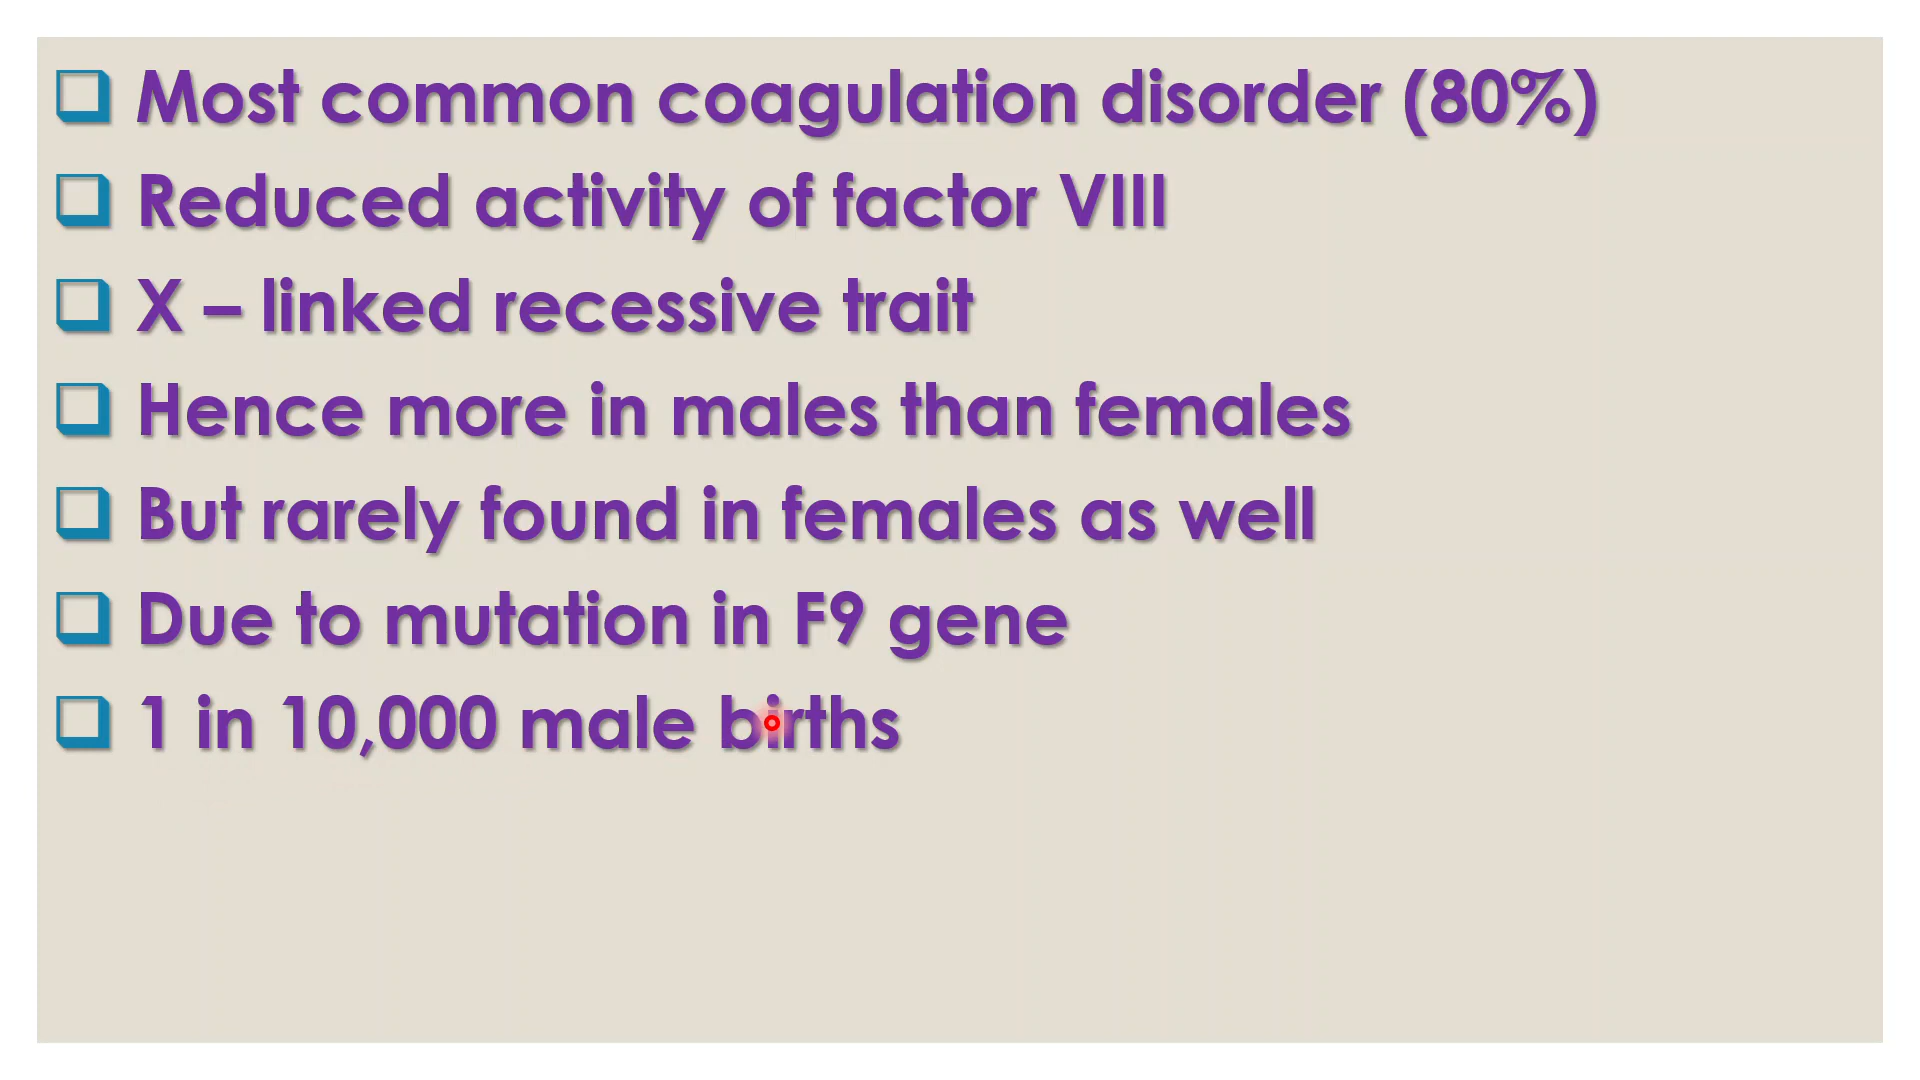 Most common coagulation disorder (80%)
Reduced activity of factor VIII
X – linked recessive trait
Hence more in males than females
But rarely found in females as well
Due to mutation in F9 gene
1 in 10,000 male births